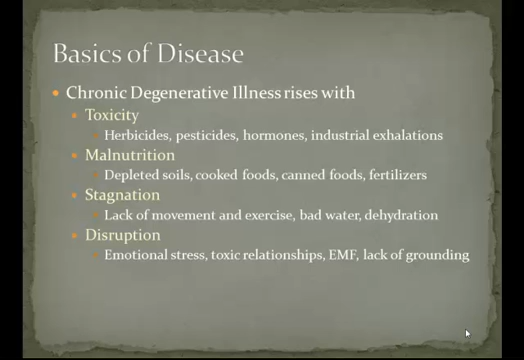 Basics of Disease
Chronic Degenerative Illness rises with
Toxicity
Herbicides, pesticides, hormones, industrial exhalations
Malnutrition
Depleted soils, cooked foods, canned foods, fertilizers
Stagnation
Lack of movement and exercise, bad water, dehydration
Disruption
Emotional stress, toxic relationships, EMF, lack of grounding